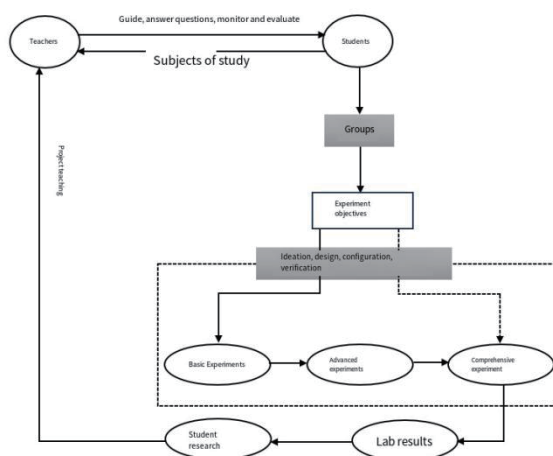 Guide, answer questions, monitor and evaluate
Teachers
Students
Subjects of study
Groups
Project teaching
Experiment
objectives
Ideation, design, configuration,
verification
Basic Experiments
Advanced
experiments
Comprehensive
experiment
Student
research
Lab results